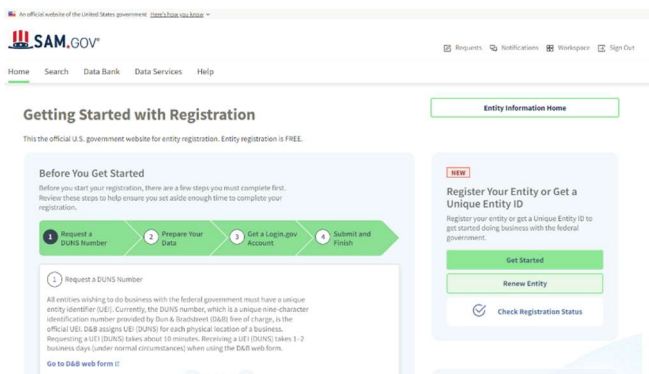 An official website of the United States government Here's how you know
SAM.GOV®
Requests Notifications Workspace Sign Out
Home Search Data Bank Data Services Help
Getting Started with Registration
Entity Information Home
This the official U.S. government website for entity registration. Entity registration is FREE.
Before You Get Started
Before you start your registration, there are a few steps you must complete first.
Review these steps to help ensure you set aside enough time to complete your
registration.
1 Request a
DUNS Number
2 Prepare Your
Data
3 Get a Login.gov
Account
4 Submit and
Finish
1 Request a DUNS Number
All entities wishing to do business with the federal government must have a unique
entity identifier (UEI). Currently, the DUNS number, which is a unique nine-character
identification number provided by Dun & Bradstreet (D&B) free of charge, is the
official UEI. D&B assigns UEI (DUNS) for each physical location of a business.
Requesting a UEI (DUNS) takes about 10 minutes. Receiving a UEI (DUNS) takes 1-2
business days (under normal circumstances) when using the D&B web form.
Go to D&B web form
NEW
Register Your Entity or Get a
Unique Entity ID
Register your entity or get a Unique Entity ID to
get started doing business with the federal
government.
Get Started
Renew Entity
Check Registration Status